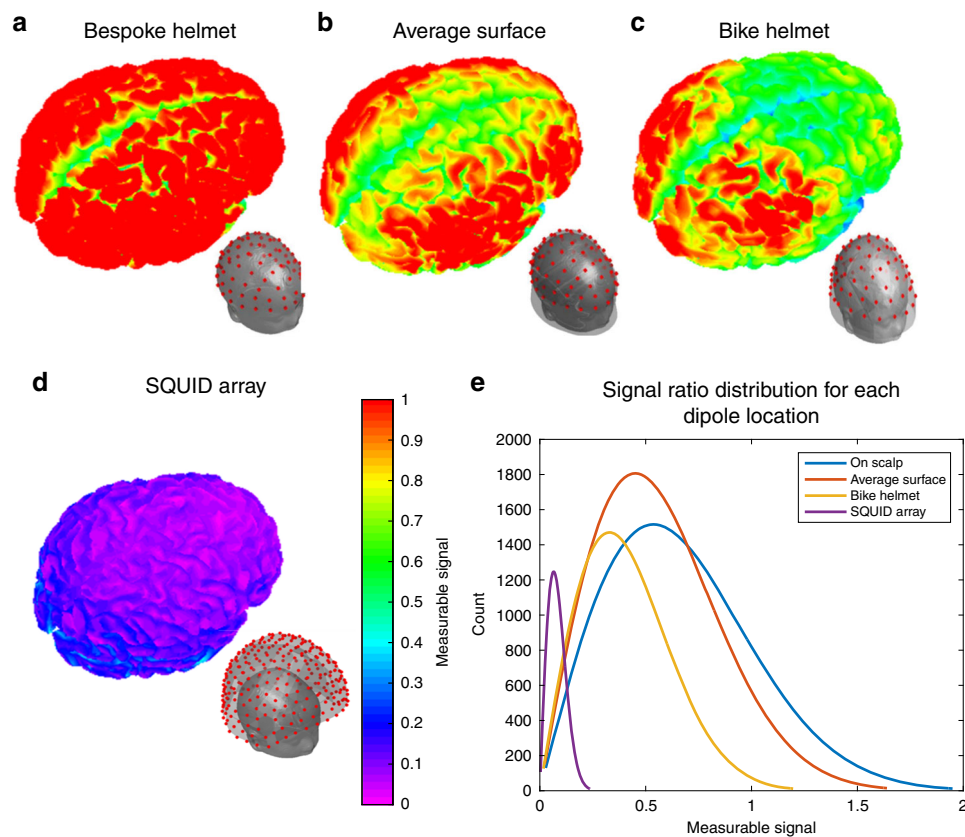 a
Bespoke helmet
b
Average surface
c
Bike helmet
d
SQUID array
1
0.9
0.8
0.7
0.6
0.5
0.4
0.3
0.2
0.1
0
Measurable signal
e
Signal ratio distribution for each
dipole location
2000
1800
1600
1400
1200
1000
800
600
400
200
0
Count
On scalp
Average surface
Bike helmet
SQUID array
0
0.5
1
1.5
2
Measurable signal